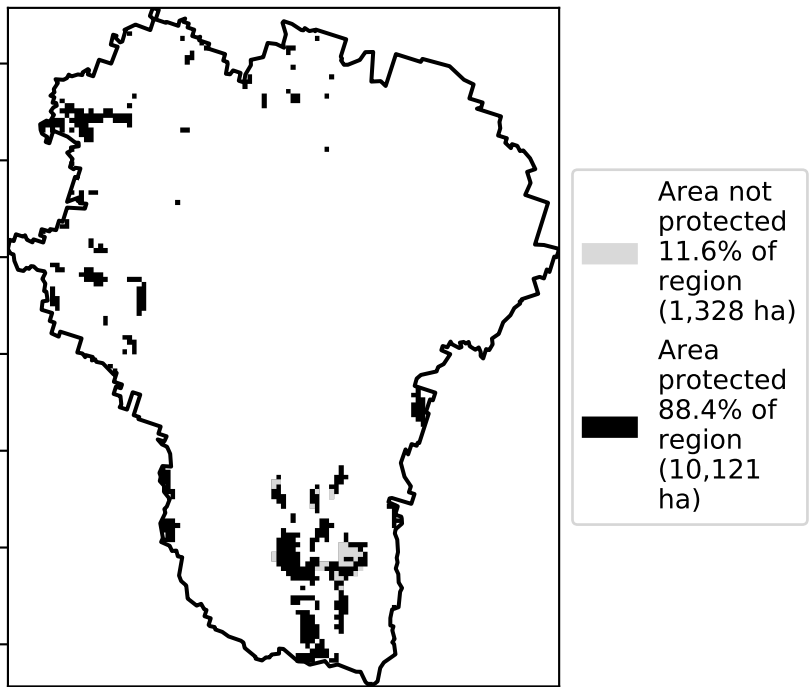 Area not
protected
11.6% of
region
(1,328 ha)
Area
protected
88.4% of
region
(10,121
ha)